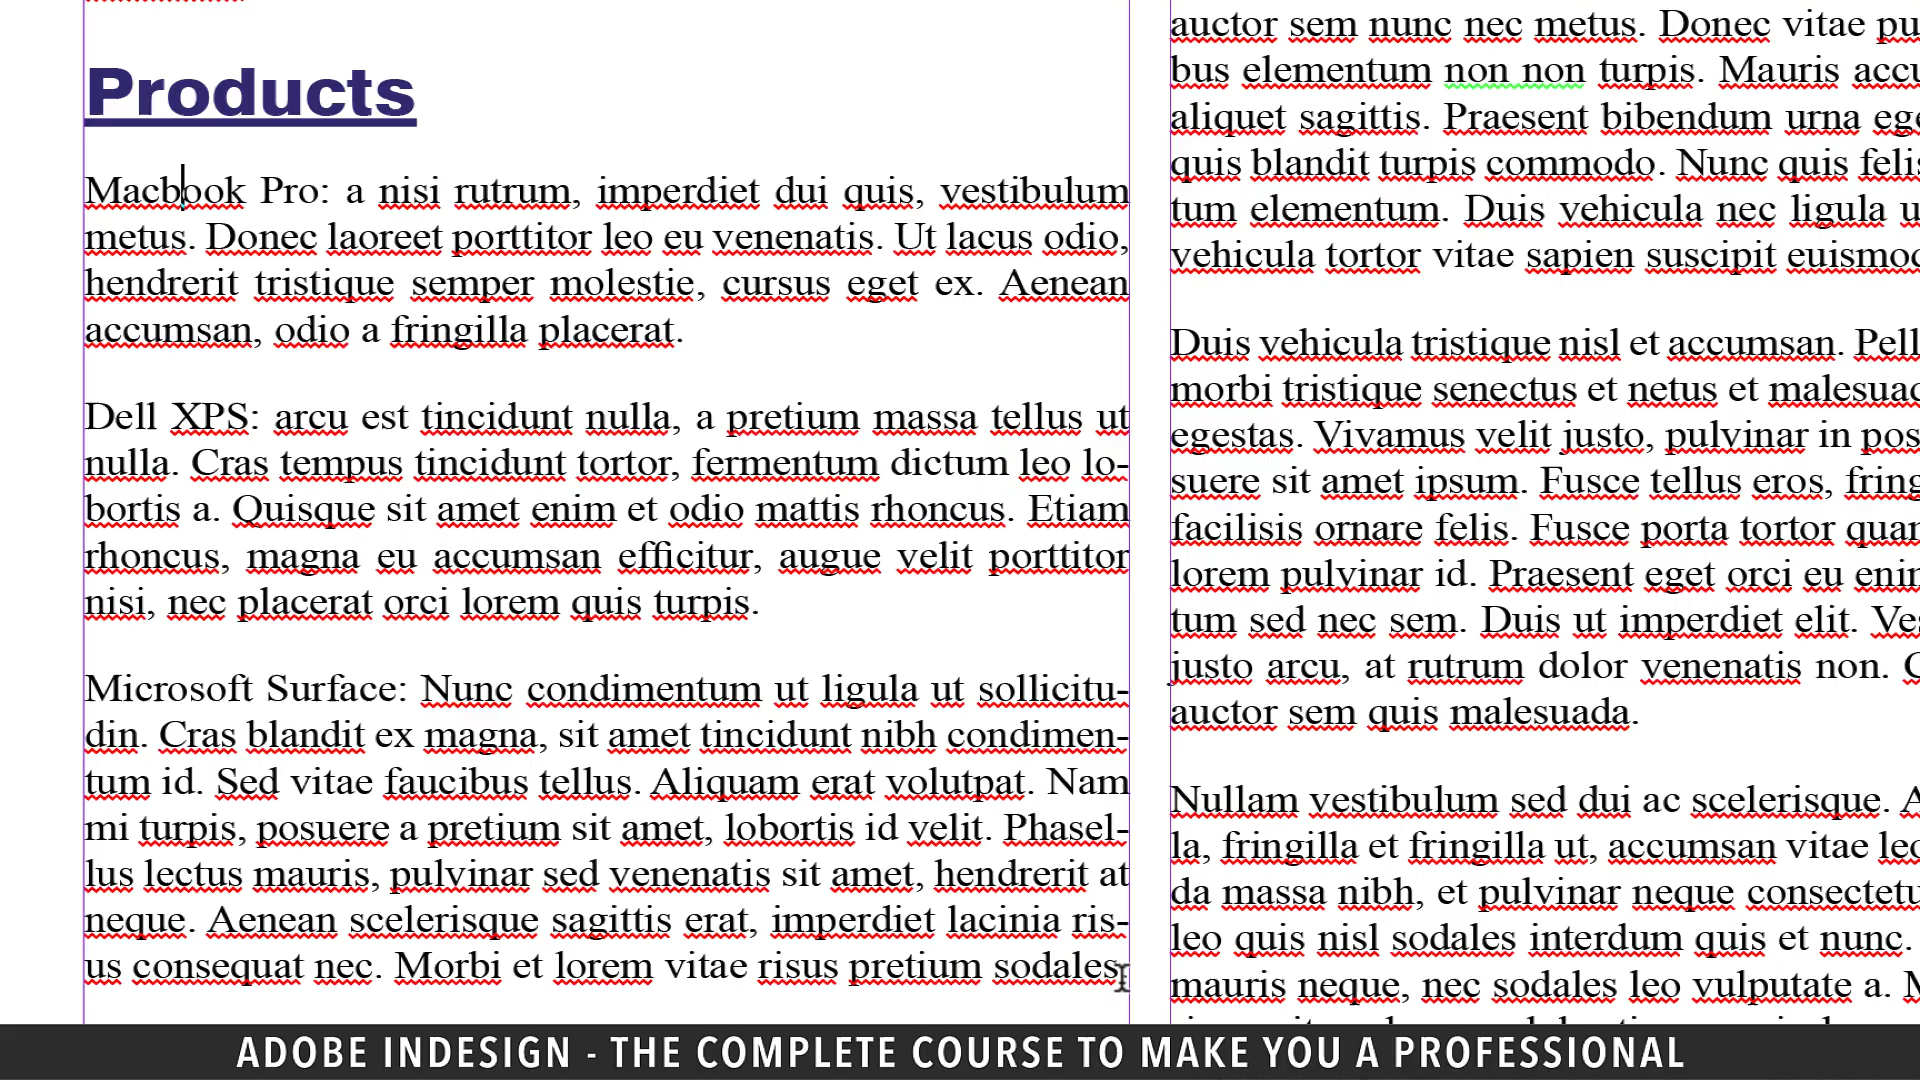 Products
Macbook Pro: a nisi rutrum, imperdiet dui quis, vestibulum
metus. Donec laoreet porttitor leo eu venenatis. Ut lacus odio,
hendrerit tristique semper molestie, cursus eget ex. Aenean
accumsan, odio a fringilla placerat.
Dell XPS: arcu est tincidunt nulla, a pretium massa tellus ut
nulla. Cras tempus tincidunt tortor, fermentum dictum leo lo-
bortis a. Quisque sit amet enim et odio mattis rhoncus. Etiam
rhoncus, magna eu accumsan efficitur, augue velit porttitor
nisi, nec placerat orci lorem quis turpis.
Microsoft Surface: Nunc condimentum ut ligula ut sollicitu-
din. Cras blandit ex magna, sit amet tincidunt nibh condimen-
tum id. Sed vitae faucibus tellus. Aliquam erat volutpat. Nam
mi turpis, posuere a pretium sit amet, lobortis id velit. Phasel-
lus lectus mauris, pulvinar sed venenatis sit amet, hendrerit at
neque. Aenean scelerisque sagittis erat, imperdiet lacinia ris-
us consequat nec. Morbi et lorem vitae risus pretium sodales.
auctor sem nunc nec metus. Donec vitae pu
bus elementum non non turpis. Mauris accu
aliquet sagittis. Praesent bibendum urna ege
quis blandit turpis commodo. Nunc quis felis
tum elementum. Duis vehicula nec ligula u
vehicula tortor vitae sapien suscipit euismod
Duis vehicula tristique nisl et accumsan. Pell
morbi tristique senectus et netus et malesuad
egestas. Vivamus velit justo, pulvinar in pos
suere sit amet ipsum. Fusce tellus eros, fring
facilisis ornare felis. Fusce porta tortor quan
lorem pulvinar id. Praesent eget orci eu enim
tum sed nec sem. Duis ut imperdiet elit. Ves
justo arcu, at rutrum dolor venenatis non. C
auctor sem quis malesuada.
Nullam vestibulum sed dui ac scelerisque. A
la, fringilla et fringilla ut, accumsan vitae leo
da massa nibh, et pulvinar neque consectetu
leo quis nisl sodales interdum quis et nunc.
mauris neque, nec sodales leo vulputate a. M
ADOBE INDESIGN - THE COMPLETE COURSE TO MAKE YOU A PROFESSIONAL